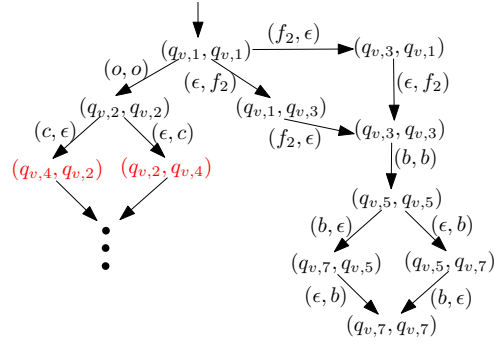 (q_{v,1}, q_{v,1}) (f_2, ϵ) (q_{v,3}, q_{v,1})
(o, o) (ϵ, f_2) (ϵ, f_2)
(q_{v,2}, q_{v,2}) (q_{v,1}, q_{v,3})
(c, ϵ) (ϵ, c) (f_2, ϵ) (q_{v,3}, q_{v,3})
(q_{v,4}, q_{v,2}) (q_{v,2}, q_{v,4}) (b, b)
(q_{v,5}, q_{v,5})
(b, ϵ) (ϵ, b)
(q_{v,7}, q_{v,5}) (q_{v,5}, q_{v,7})
(ϵ, b) (b, ϵ)
(q_{v,7}, q_{v,7})